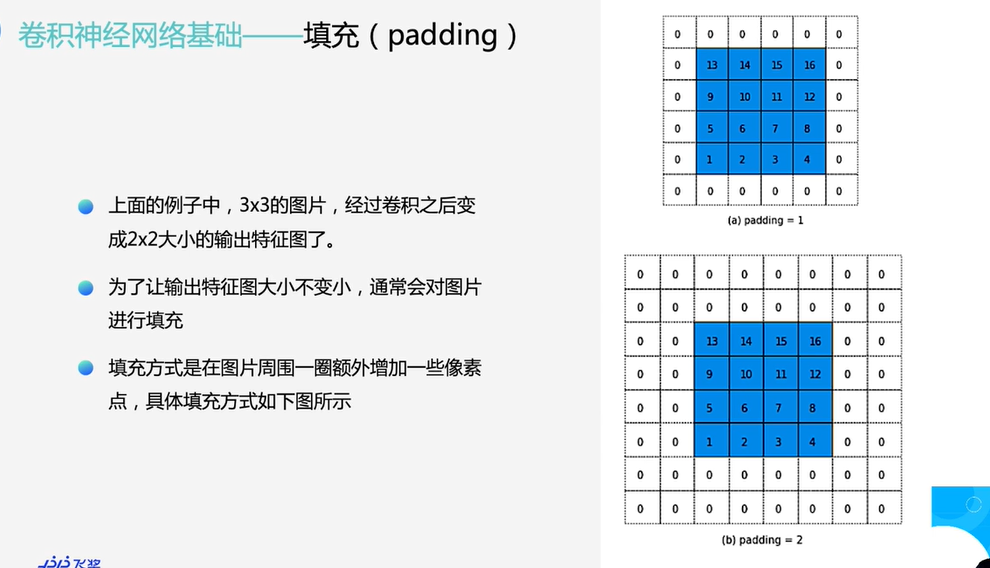 卷积神经网络基础——填充（padding）
上面的例子中，3x3的图片，经过卷积之后变
成2x2大小的输出特征图了。
为了让输出特征图大小不变小，通常会对图片
进行填充
填充方式是在图片周围一圈额外增加一些像素
点，具体填充方式如下图所示
0 0 0 0 0 0
0 13 14 15 16 0
0 9 10 11 12 0
0 5 6 7 8 0
0 1 2 3 4 0
0 0 0 0 0 0
(a) padding = 1
0 0 0 0 0 0 0 0
0 0 0 0 0 0 0 0
0 0 13 14 15 16 0 0
0 0 9 10 11 12 0 0
0 0 5 6 7 8 0 0
0 0 1 2 3 4 0 0
0 0 0 0 0 0 0 0
0 0 0 0 0 0 0 0
(b) padding = 2
飞桨